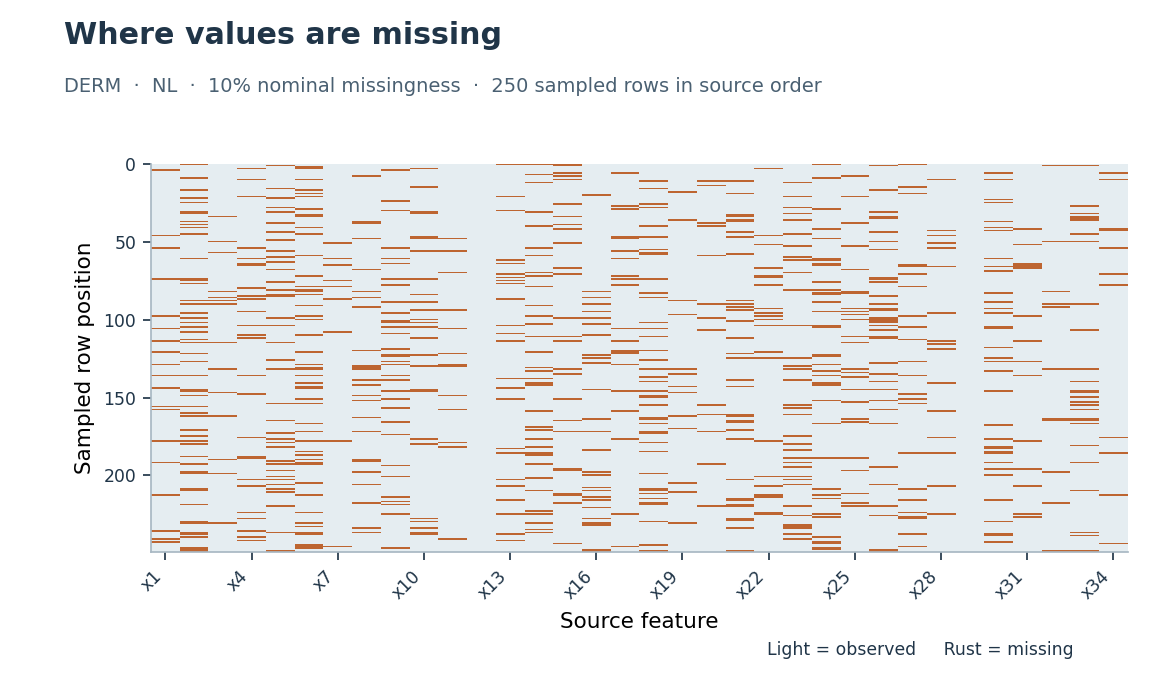 Where values are missing
DERM · NL · 10% nominal missingness · 250 sampled rows in source order
0
50
100
150
200
Sampled row position
x1 x4 x7 x10 x13 x16 x19 x22 x25 x28 x31 x34
Source feature
Light = observed Rust = missing